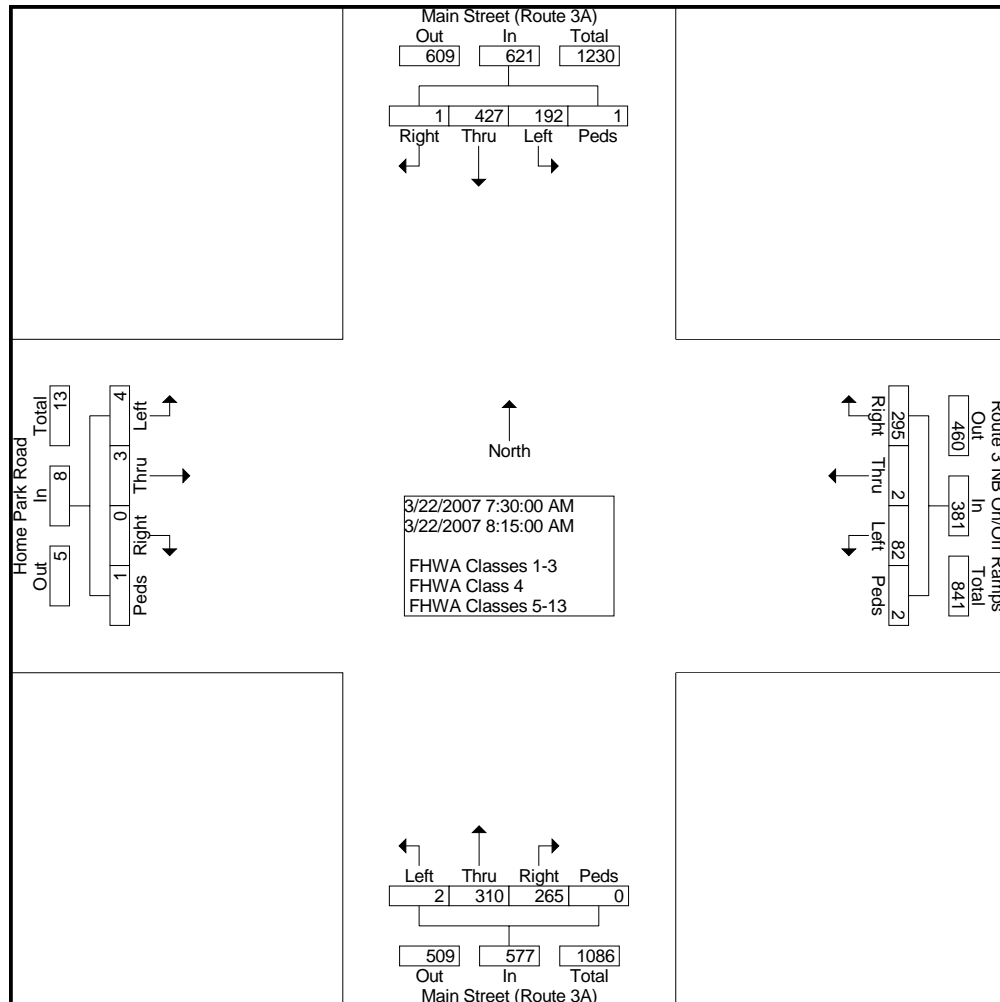 Main Street (Route 3A)
Out In Total
609 621 1230
1 427 192 1
Right Thru Left Peds
Home Park Road
Total In Out
13 8 5
4 3 0 1
Left Thru Right Peds
North
3/22/2007 7:30:00 AM
3/22/2007 8:15:00 AM
FHWA Classes 1-3
FHWA Class 4
FHWA Classes 5-13
Right Thru Left Peds
295 2 82 2
460 381 841
Out In Total
Route 3 NB On/Off Ramps
Left Thru Right Peds
2 310 265 0
509 577 1086
Out In Total
Main Street (Route 3A)